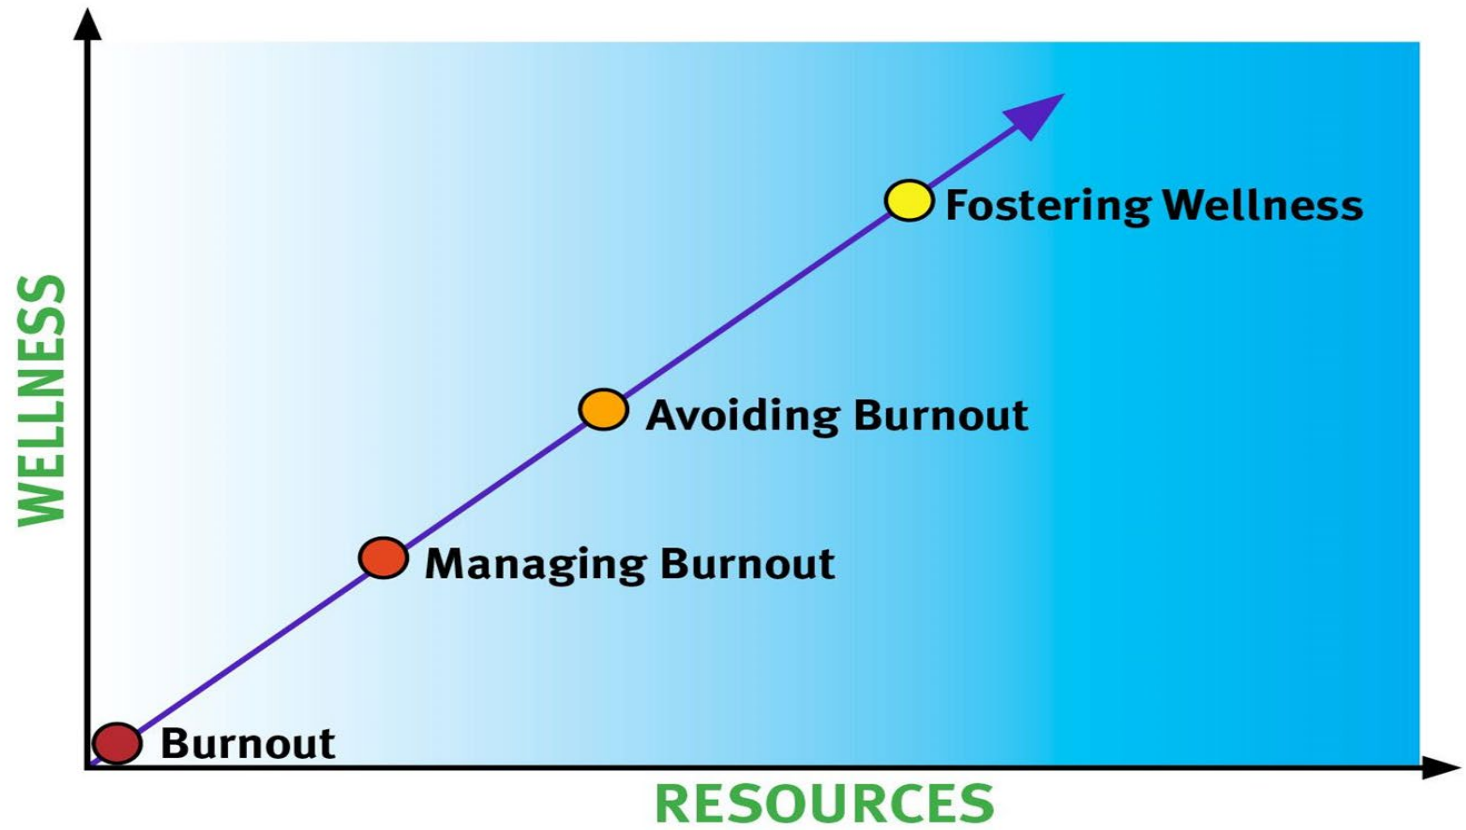 WELLNESS
Fostering Wellness
Avoiding Burnout
Managing Burnout
Burnout
RESOURCES